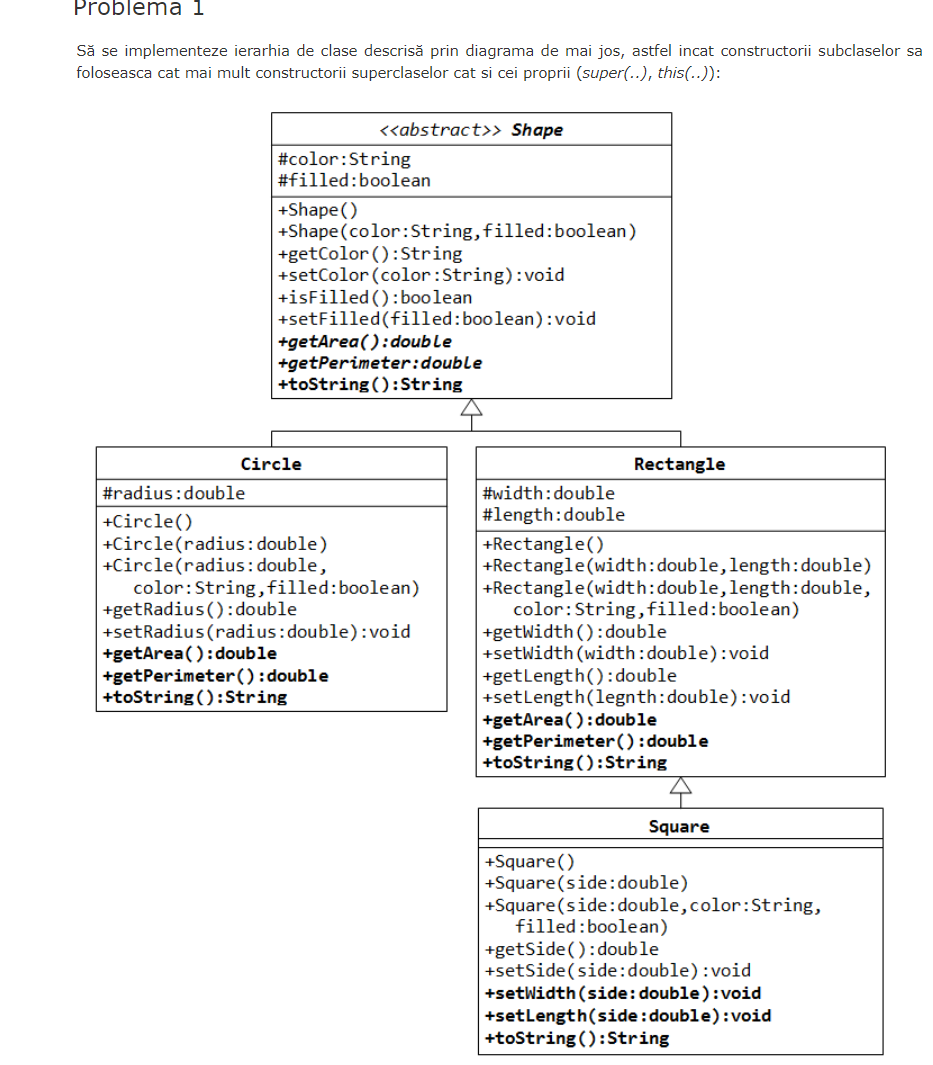 Problema 1
Să se implementeze ierarhia de clase descrisă prin diagrama de mai jos, astfel incat constructorii subclaselor sa
foloseasca cat mai mult constructorii superclaselor cat si cei proprii (super(..), this(..)):
<<abstract>> Shape
#color:String
#filled:boolean
+Shape()
+Shape(color:String,filled:boolean)
+getColor():String
+setColor(color:String):void
+isFilled():boolean
+setFilled(filled:boolean):void
+getArea():double
+getPerimeter:double
+toString():String
Circle
#radius:double
+Circle()
+Circle(radius:double)
+Circle(radius:double,
color:String,filled:boolean)
+getRadius():double
+setRadius(radius:double):void
+getArea():double
+getPerimeter():double
+toString():String
Rectangle
#width:double
#length:double
+Rectangle()
+Rectangle(width:double,length:double)
+Rectangle(width:double,length:double,
color:String,filled:boolean)
+getWidth():double
+setWidth(width:double):void
+getLength():double
+setLength(legnth:double):void
+getArea():double
+getPerimeter():double
+toString():String
Square
+Square()
+Square(side:double)
+Square(side:double,color:String,
filled:boolean)
+getSide():double
+setSide(side:double):void
+setWidth(side:double):void
+setLength(side:double):void
+toString():String